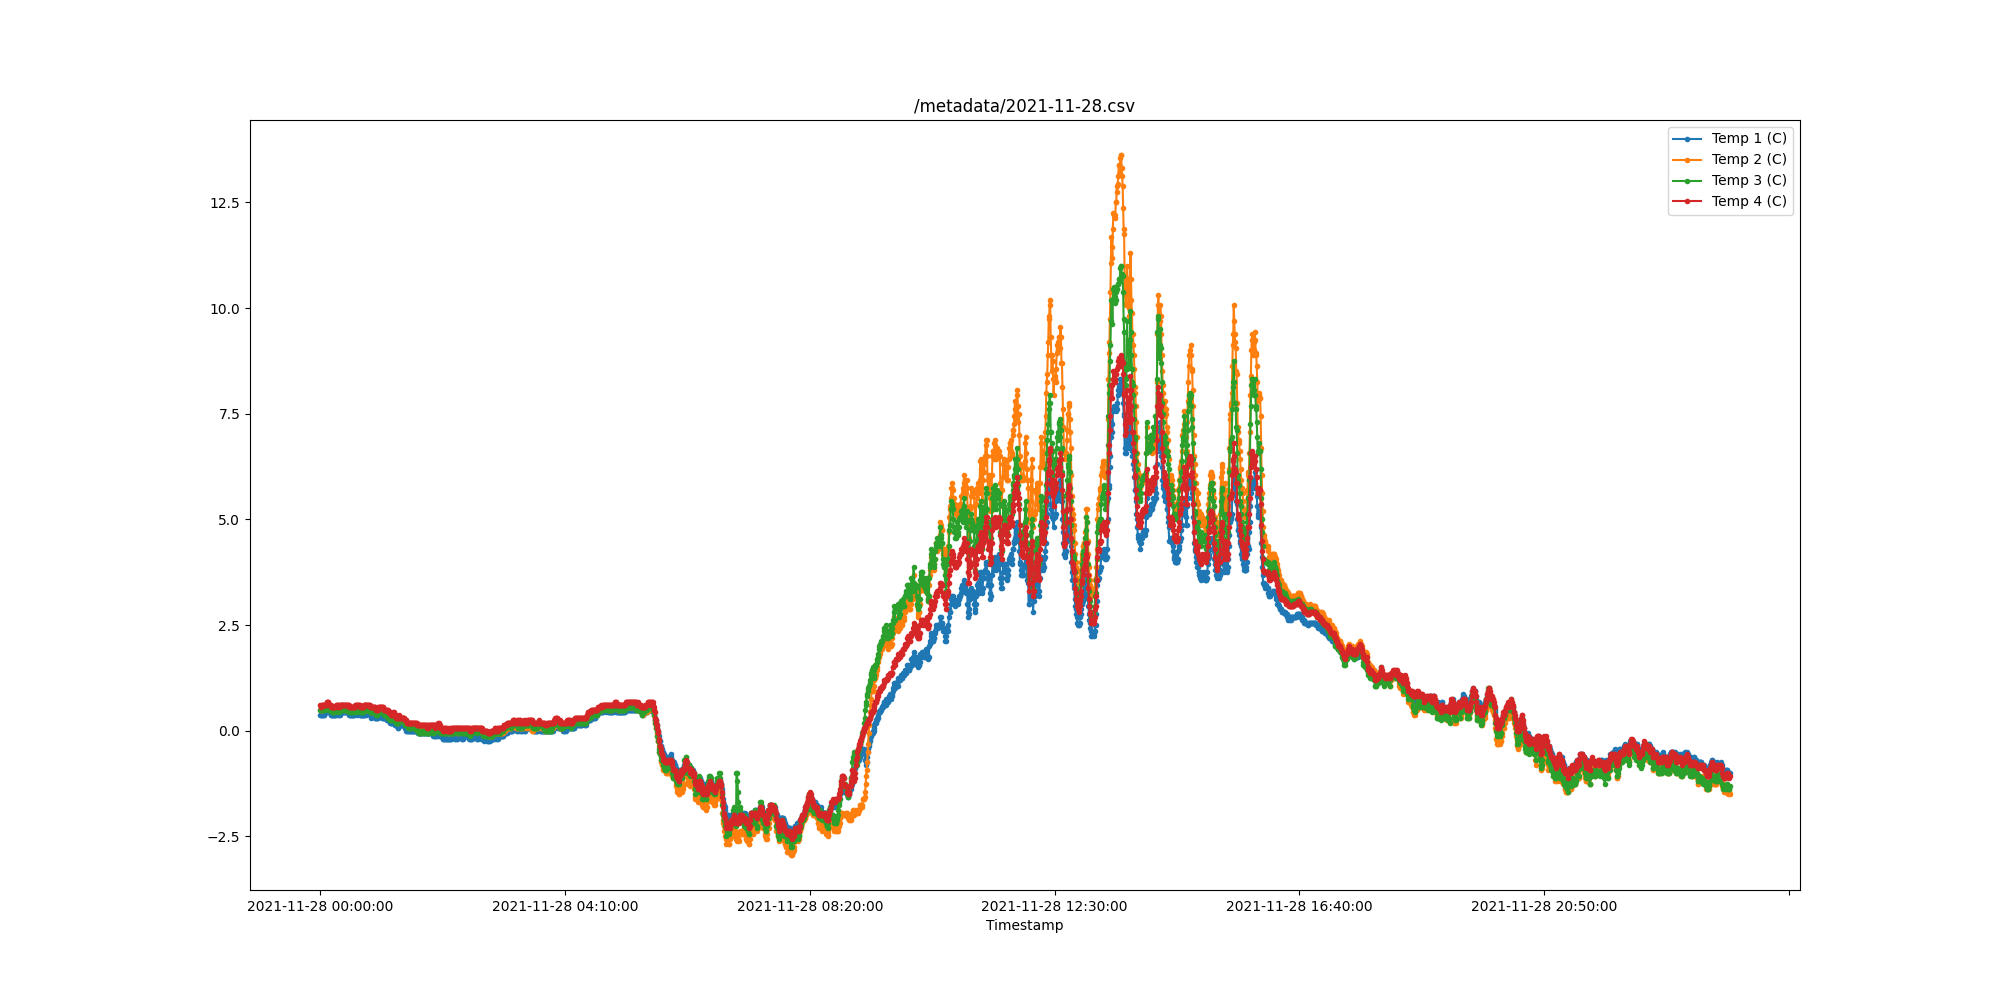 /metadata/2021-11-28.csv
Temp 1 (C)
Temp 2 (C)
Temp 3 (C)
Temp 4 (C)
12.5
10.0
7.5
5.0
2.5
0.0
−2.5
2021-11-28 00:00:00 2021-11-28 04:10:00 2021-11-28 08:20:00 2021-11-28 12:30:00 2021-11-28 16:40:00 2021-11-28 20:50:00
Timestamp